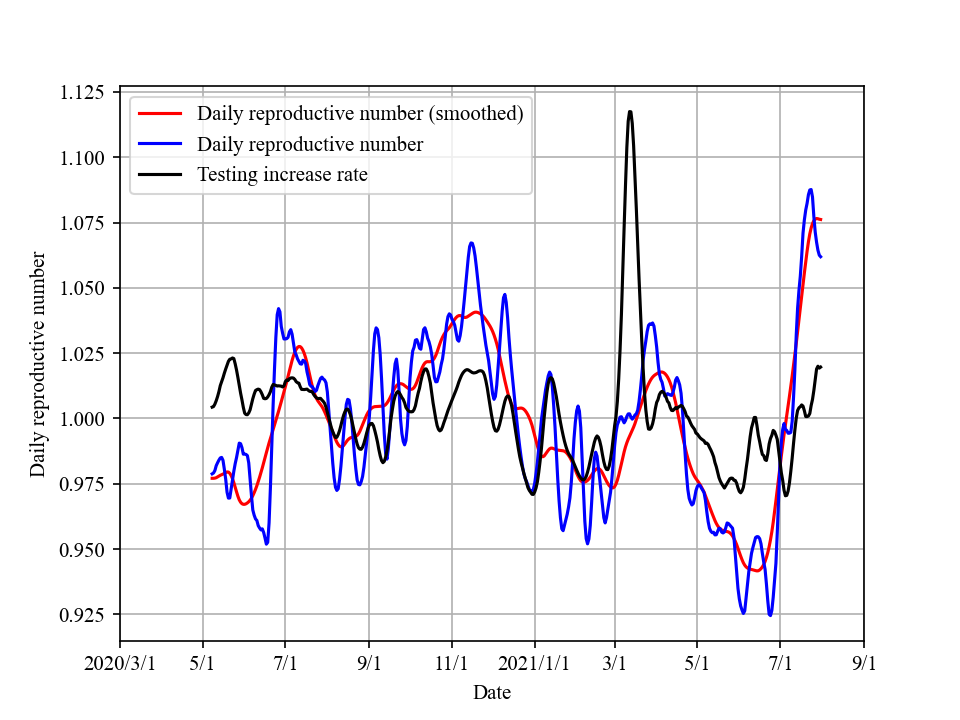 Daily reproductive number (smoothed)
Daily reproductive number
Testing increase rate
Daily reproductive number
1.125
1.100
1.075
1.050
1.025
1.000
0.975
0.950
0.925
2020/3/1 5/1 7/1 9/1 11/1 2021/1/1 3/1 5/1 7/1 9/1
Date